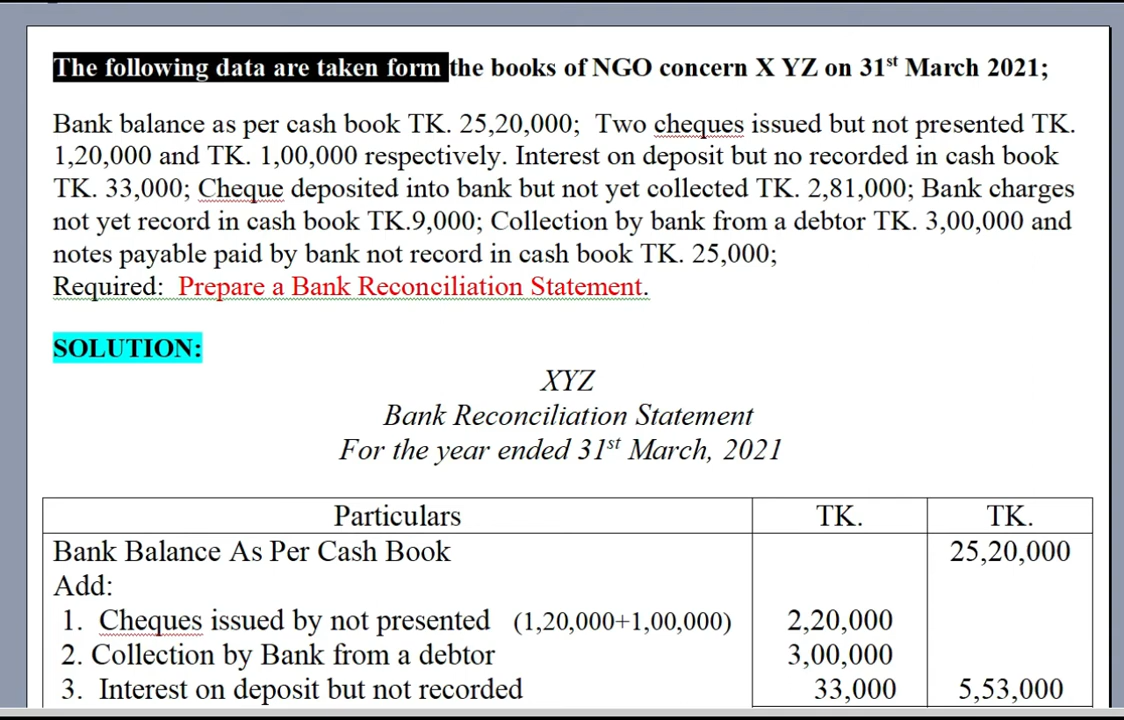 The following data are taken form the books of NGO concern X YZ on 31st March 2021;
Bank balance as per cash book TK. 25,20,000; Two cheques issued but not presented TK.
1,20,000 and TK. 1,00,000 respectively. Interest on deposit but no recorded in cash book
TK. 33,000; Cheque deposited into bank but not yet collected TK. 2,81,000; Bank charges
not yet record in cash book TK.9,000; Collection by bank from a debtor TK. 3,00,000 and
notes payable paid by bank not record in cash book TK. 25,000;
Required: Prepare a Bank Reconciliation Statement.
SOLUTION:
XYZ
Bank Reconciliation Statement
For the year ended 31st March, 2021
Particulars TK. TK.
Bank Balance As Per Cash Book 25,20,000
Add:
1. Cheques issued by not presented (1,20,000+1,00,000) 2,20,000
2. Collection by Bank from a debtor 3,00,000
3. Interest on deposit but not recorded 33,000 5,53,000